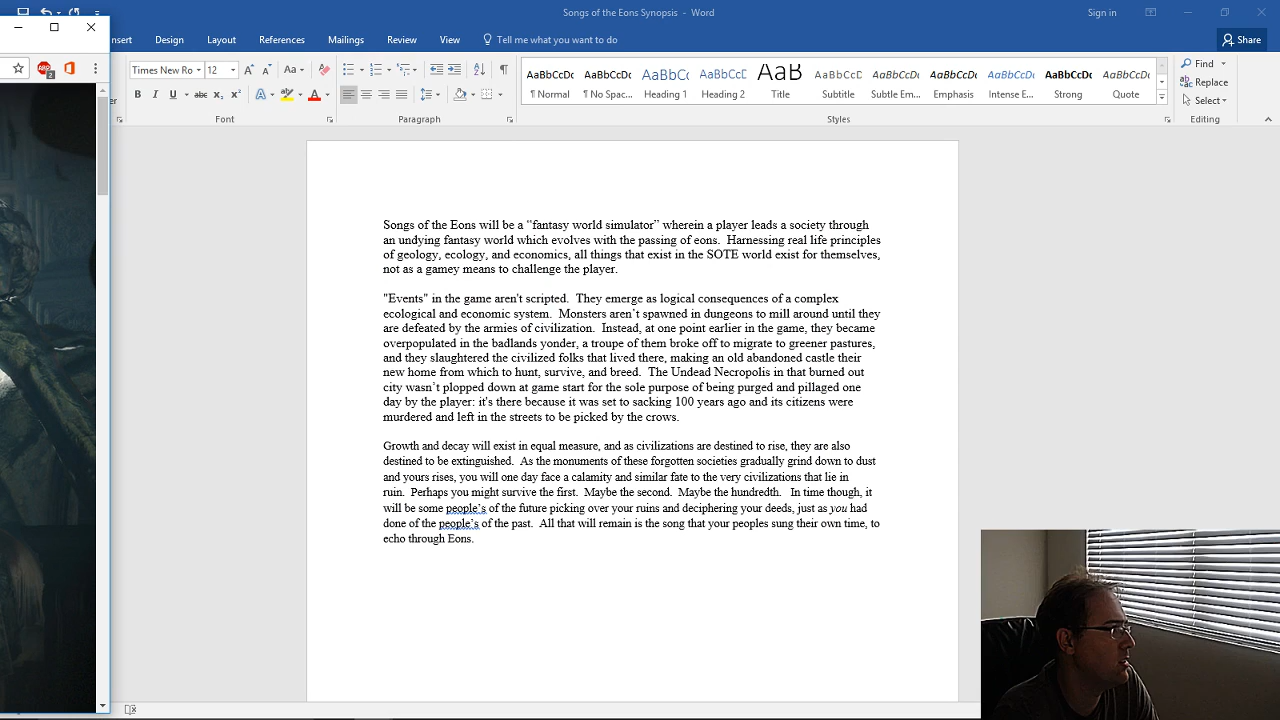 Songs of the Eons Synopsis - Word
Sign in
nsert Design Layout References Mailings Review View Tell me what you want to do
Share
Times New Ro 12 Aa
AaBbCcDc AaBbCcDc AaBbCc AaBbCcD AaB AaBbCcD AaBbCcDc AaBbCcDc AaBbCcDc AaBbCcDc AaBbCcDc
¶ Normal ¶ No Spac... Heading 1 Heading 2 Title Subtitle Subtle Em... Emphasis Intense E... Strong Quote
Find
Replace
Select
B I U abc x₂ x² A A
er Font Paragraph Styles Editing
Songs of the Eons will be a “fantasy world simulator” wherein a player leads a society through
an undying fantasy world which evolves with the passing of eons. Harnessing real life principles
of geology, ecology, and economics, all things that exist in the SOTE world exist for themselves,
not as a gamey means to challenge the player.
"Events" in the game aren't scripted. They emerge as logical consequences of a complex
ecological and economic system. Monsters aren’t spawned in dungeons to mill around until they
are defeated by the armies of civilization. Instead, at one point earlier in the game, they became
overpopulated in the badlands yonder, a troupe of them broke off to migrate to greener pastures,
and they slaughtered the civilized folks that lived there, making an old abandoned castle their
new home from which to hunt, survive, and breed. The Undead Necropolis in that burned out
city wasn’t plopped down at game start for the sole purpose of being purged and pillaged one
day by the player: it's there because it was set to sacking 100 years ago and its citizens were
murdered and left in the streets to be picked by the crows.
Growth and decay will exist in equal measure, and as civilizations are destined to rise, they are also
destined to be extinguished. As the monuments of these forgotten societies gradually grind down to dust
and yours rises, you will one day face a calamity and similar fate to the very civilizations that lie in
ruin. Perhaps you might survive the first. Maybe the second. Maybe the hundredth. In time though, it
will be some people’s of the future picking over your ruins and deciphering your deeds, just as you had
done of the people’s of the past. All that will remain is the song that your peoples sung their own time, to
echo through Eons.